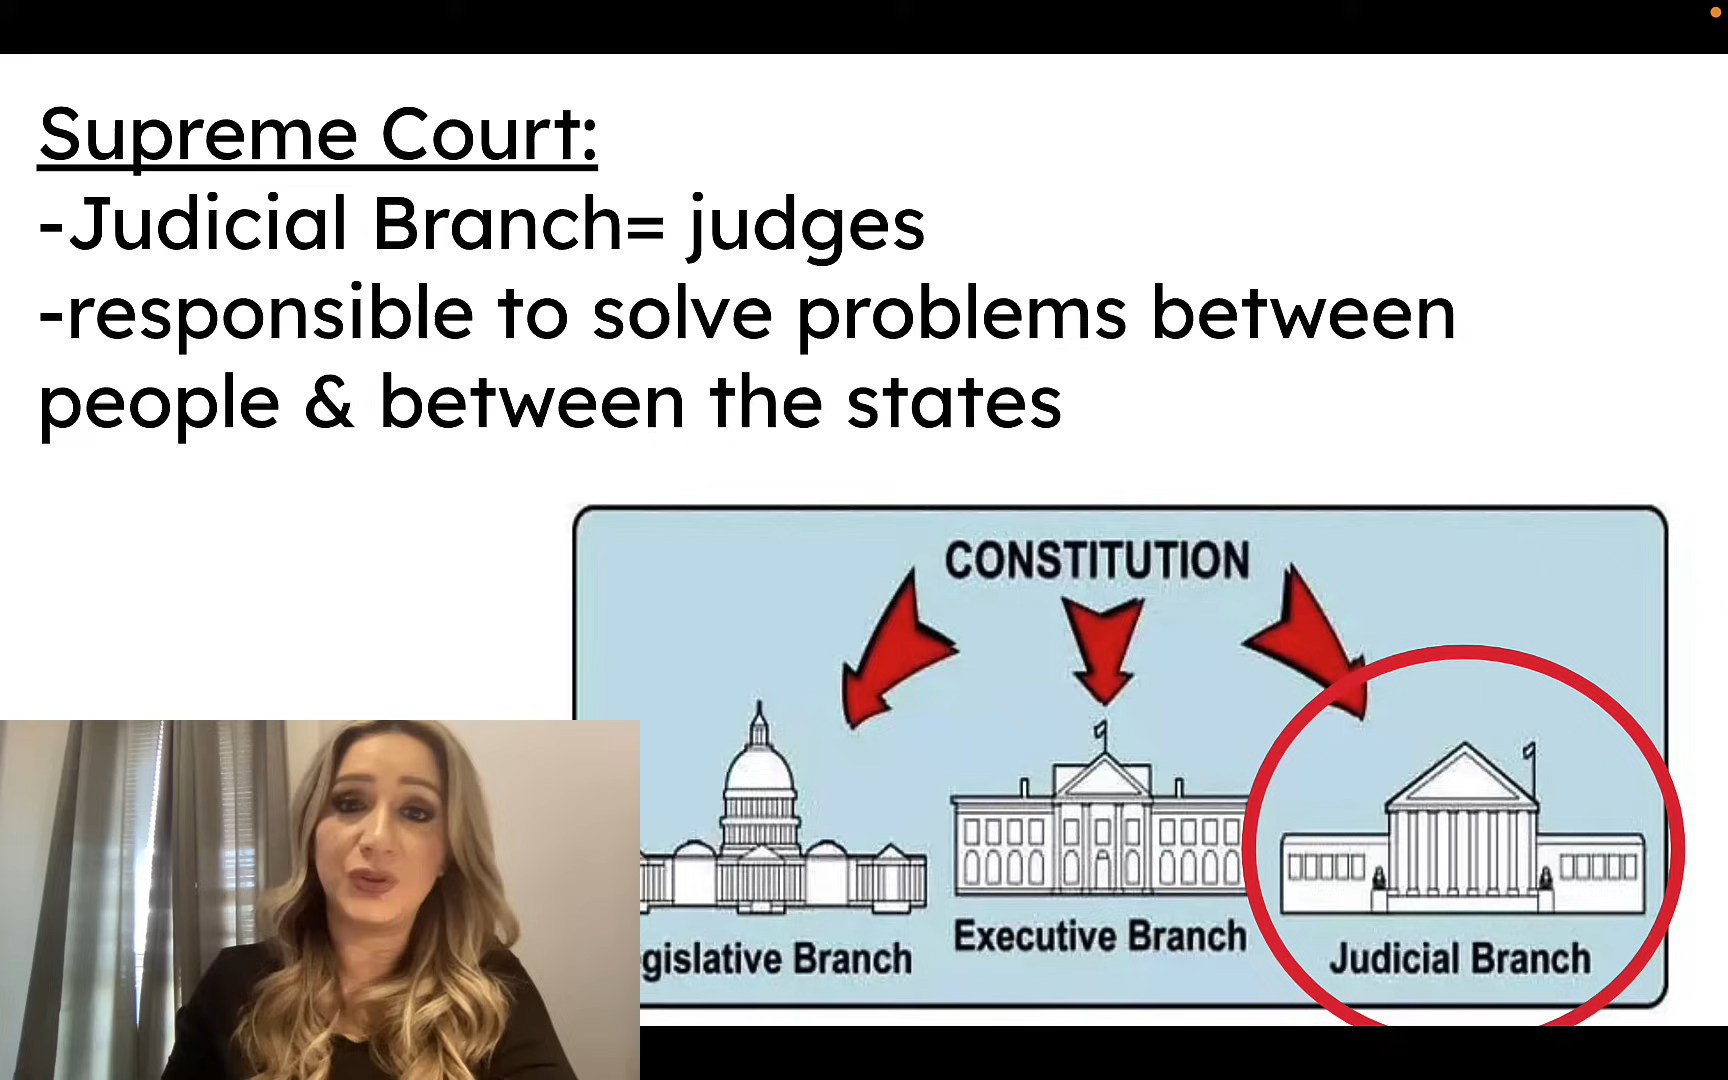 Supreme Court:
-Judicial Branch= judges
-responsible to solve problems between
people & between the states
CONSTITUTION
gislative Branch
Executive Branch
Judicial Branch